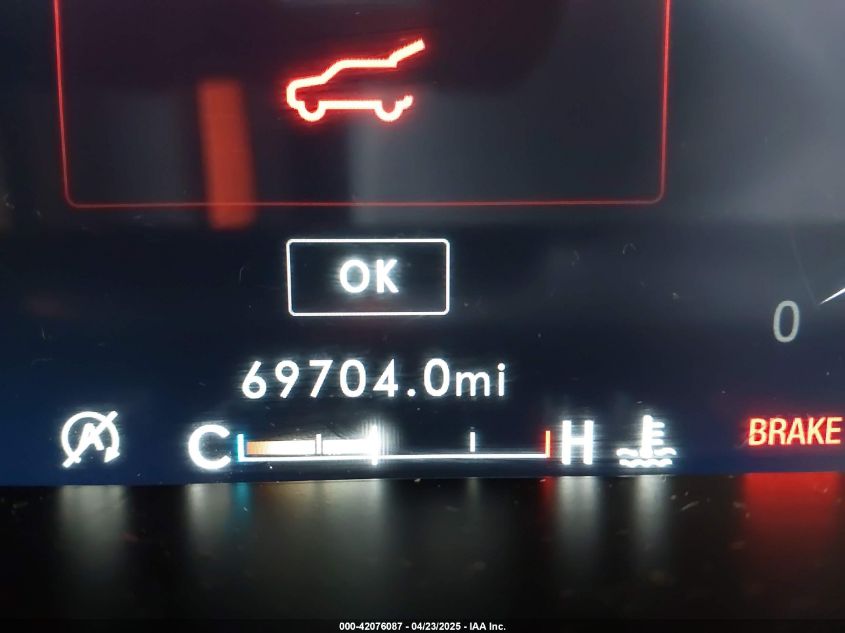 OK
0
69704.0mi
A
C H
BRAKE
000-42076087 - 04/23/2025 - IAA Inc.